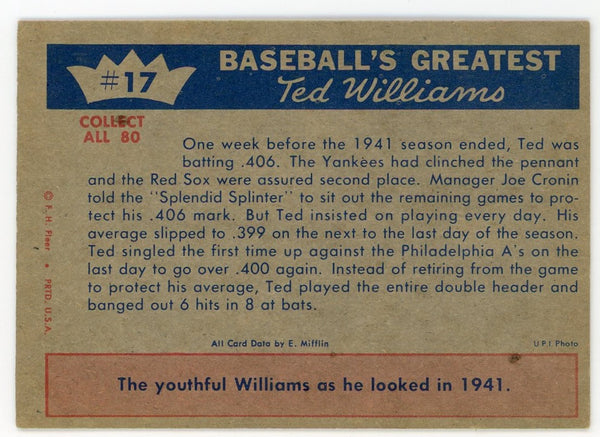 #17
BASEBALL'S GREATEST
Ted Williams
COLLECT
ALL 80
One week before the 1941 season ended, Ted was
batting .406. The Yankees had clinched the pennant
and the Red Sox were assured second place. Manager Joe Cronin
told the "Splendid Splinter" to sit out the remaining games to pro-
tect his .406 mark. But Ted insisted on playing every day. His
average slipped to .399 on the next to the last day of the season.
Ted singled the first time up against the Philadelphia A's on the
last day to go over .400 again. Instead of retiring from the game
to protect his average, Ted played the entire double header and
banged out 6 hits in 8 at bats.
© F. H. Fleer • PRTD. U.S.A.
All Card Data by E. Mifflin
U.P.I Photo
The youthful Williams as he looked in 1941.